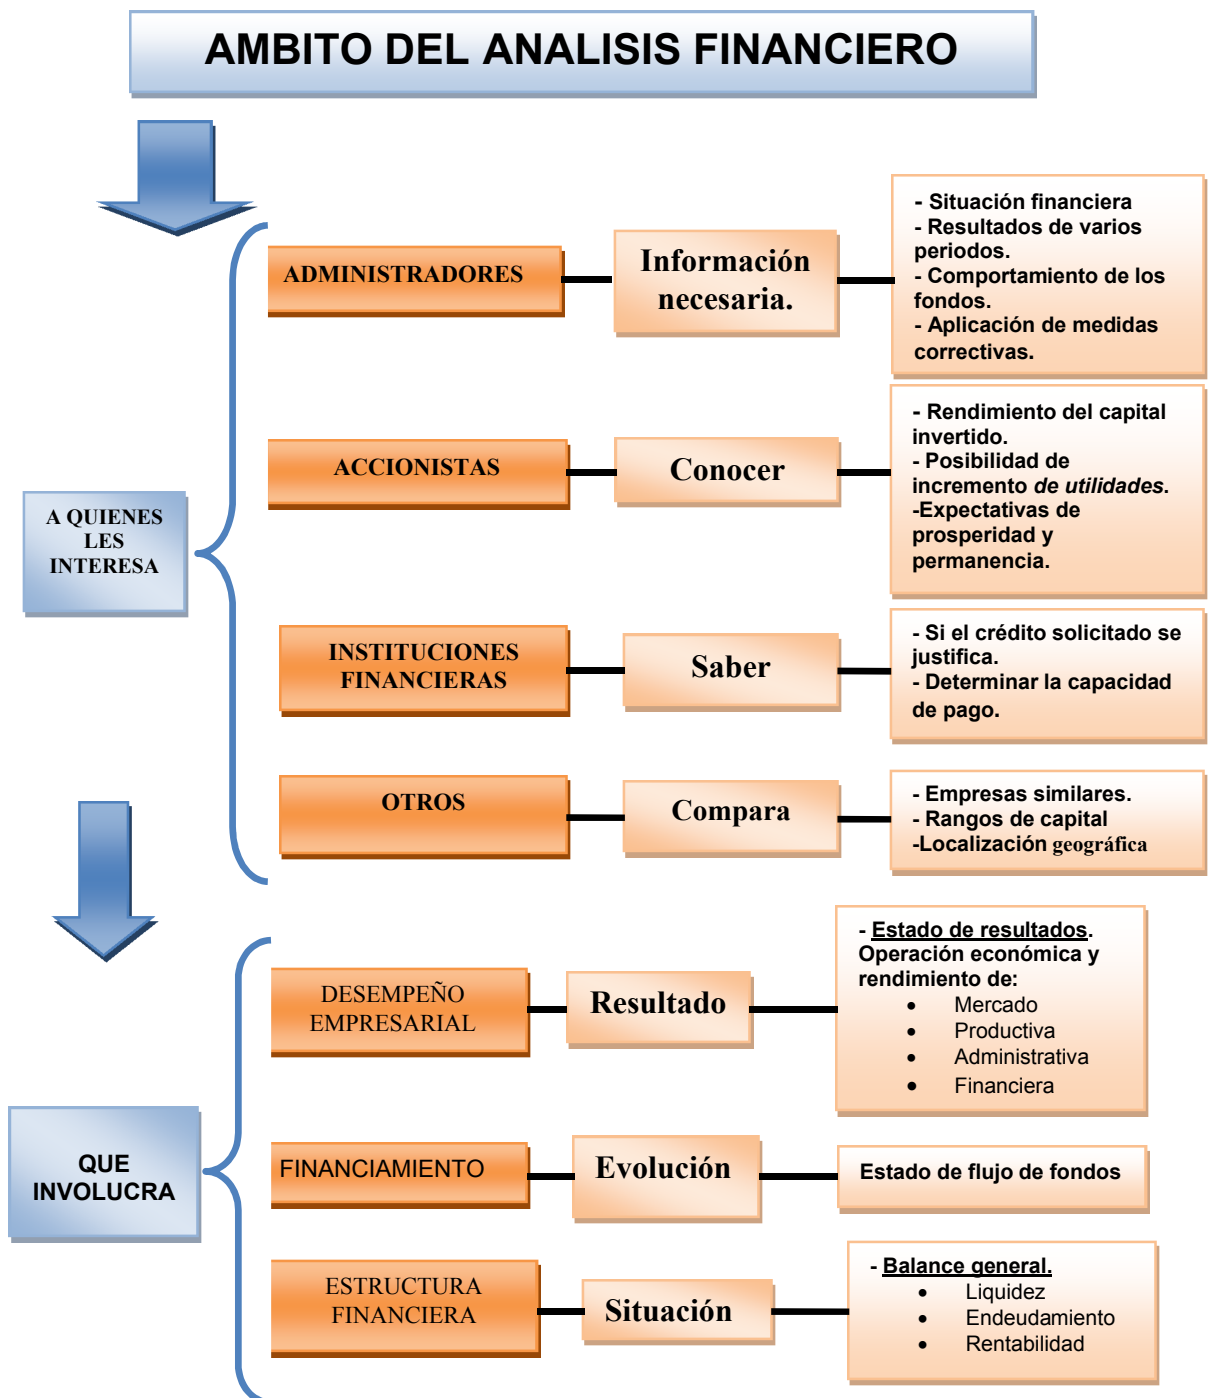 AMBITO DEL ANALISIS FINANCIERO
A QUIENES
LES
INTERESA
ADMINISTRADORES
Información
necesaria.
- Situación financiera
- Resultados de varios
periodos.
- Comportamiento de los
fondos.
- Aplicación de medidas
correctivas.
ACCIONISTAS
Conocer
- Rendimiento del capital
invertido.
- Posibilidad de
incremento de utilidades.
-Expectativas de
prosperidad y
permanencia.
INSTITUCIONES
FINANCIERAS
Saber
- Si el crédito solicitado se
justifica.
- Determinar la capacidad
de pago.
OTROS
Compara
- Empresas similares.
- Rangos de capital
-Localización geográfica
QUE
INVOLUCRA
DESEMPEÑO
EMPRESARIAL
Resultado
- Estado de resultados.
Operación económica y
rendimiento de:
• Mercado
• Productiva
• Administrativa
• Financiera
FINANCIAMIENTO
Evolución
Estado de flujo de fondos
ESTRUCTURA
FINANCIERA
Situación
- Balance general.
• Liquidez
• Endeudamiento
• Rentabilidad